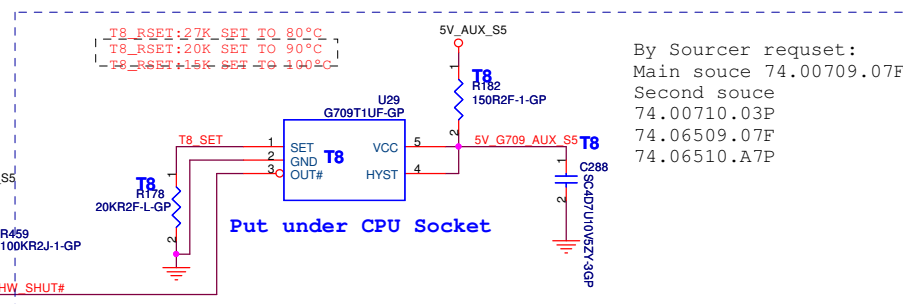 T8_RSET:27K SET TO 80°C
T8_RSET:20K SET TO 90°C
T8_RSET:15K SET TO 100°C
5V_AUX_S5
By Sourcer requset:
Main souce 74.00709.07F
Second souce
74.00710.03P
74.06509.07F
74.06510.A7P
1
T8
R182
150R2F-1-GP
2
U29
G709T1UF-GP
T8_SET
1
SET
2
GND
3
OUT#
T8
VCC
5
HYST
4
5V_G709_AUX_S5
T8
1
C288
2
SC4D7U10V5ZY-3GP
_S5
1
T8
R178
20KR2F-L-GP
2
Put under CPU Socket
R459
100KR2J-1-GP
HW_SHUT#